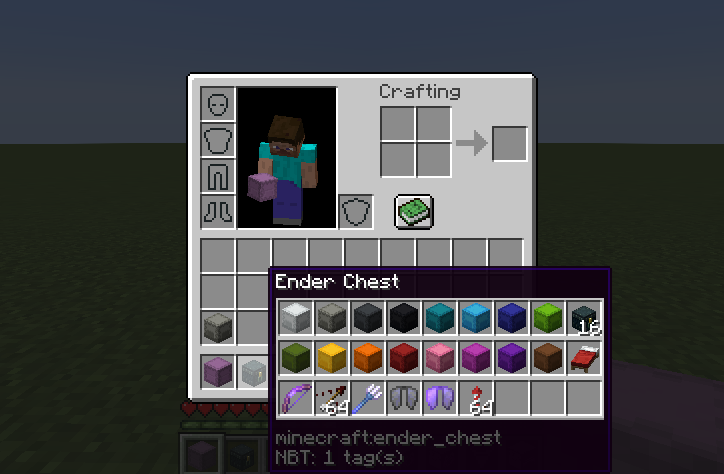 Crafting
Ender Chest
16
64
64
minecraft:ender_chest
NBT: 1 tag(s)